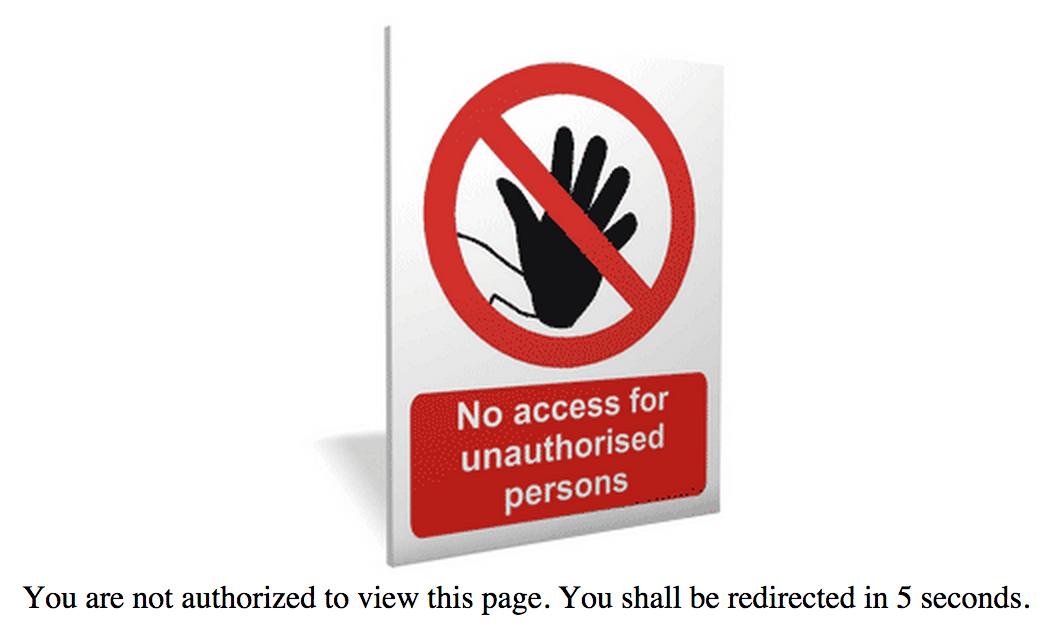 No access for
unauthorised
persons
You are not authorized to view this page. You shall be redirected in 5 seconds.